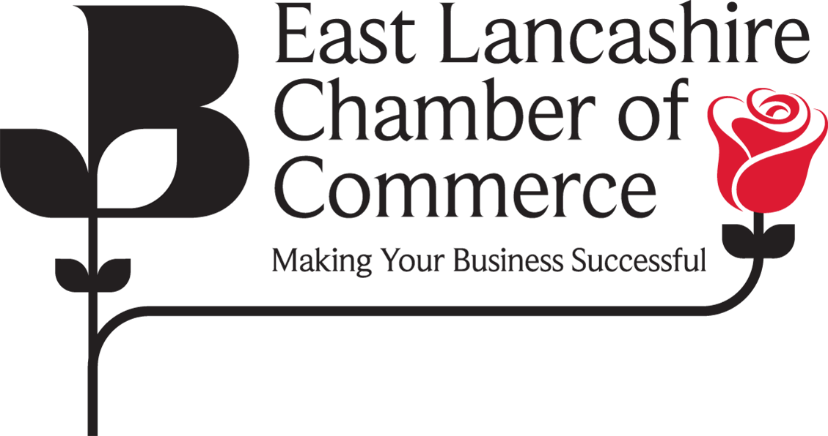 East Lancashire
Chamber of
Commerce
Making Your Business Successful